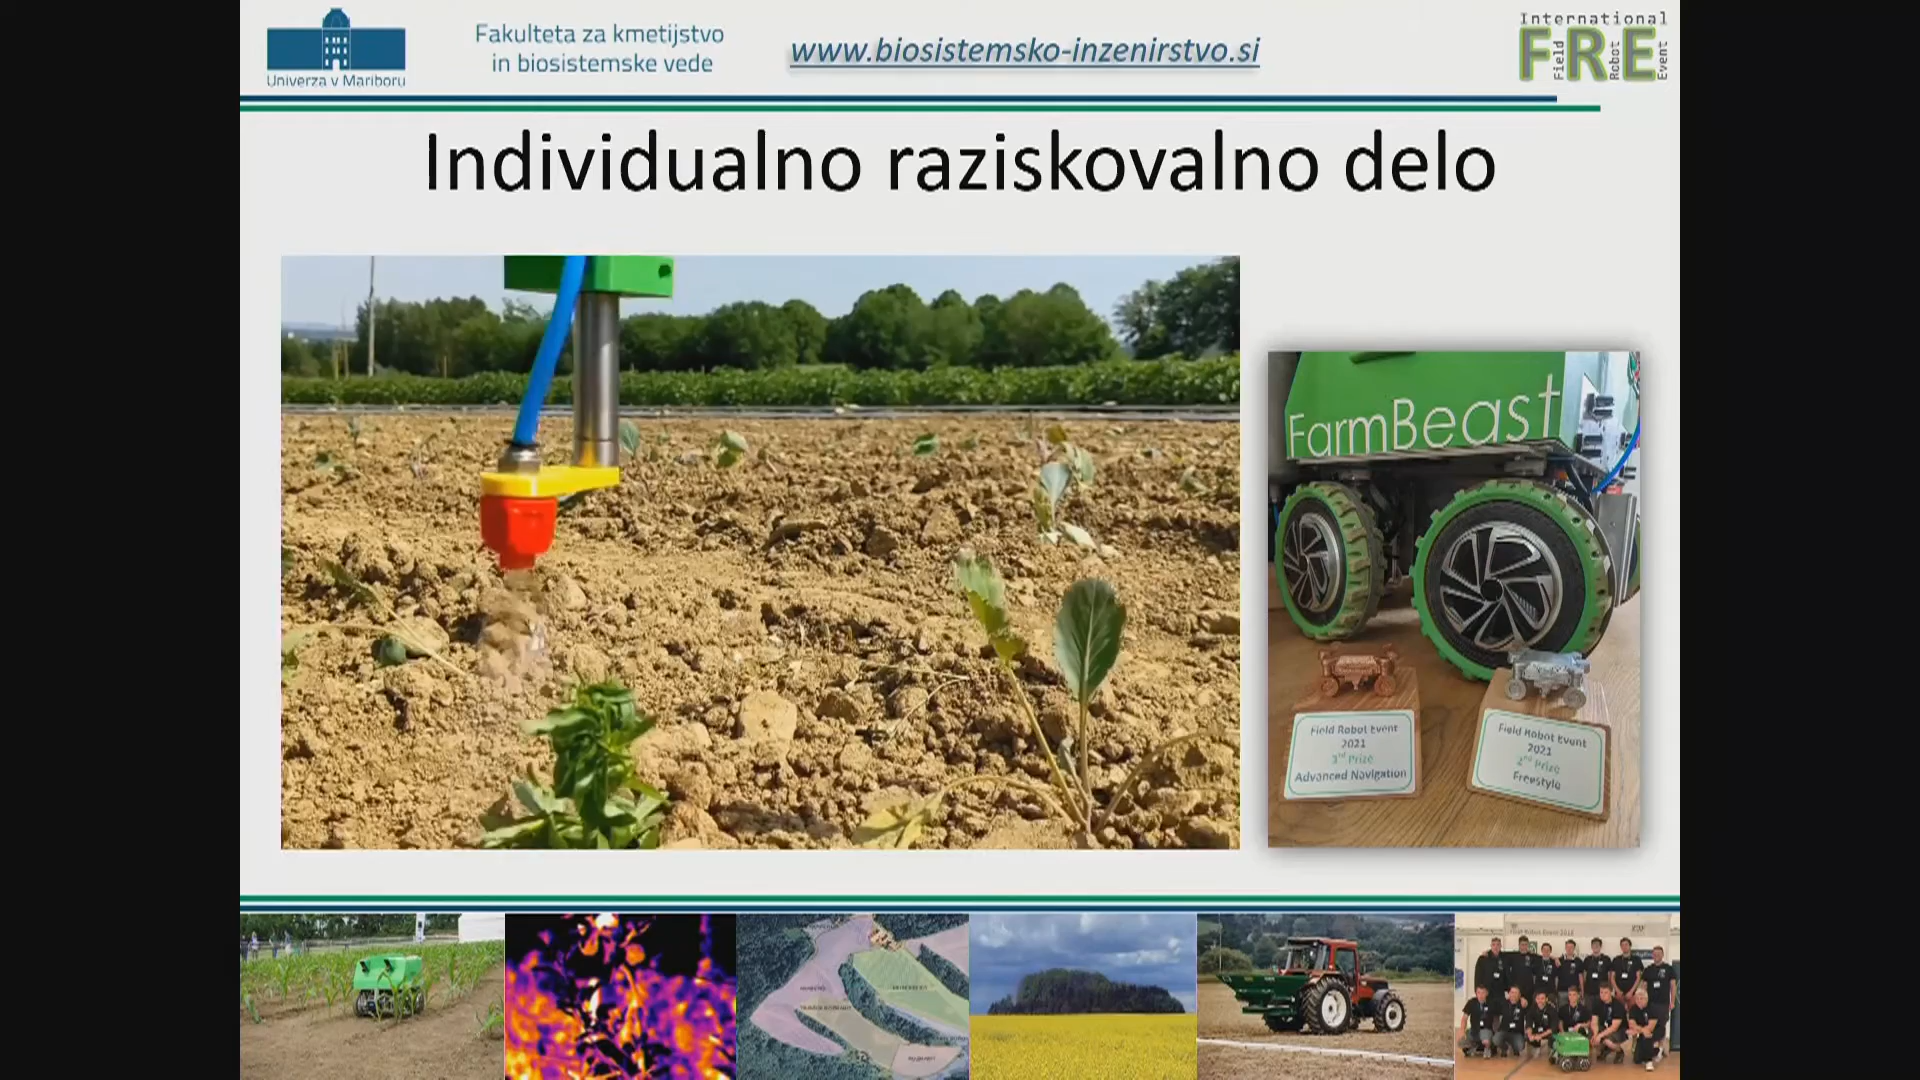 Univerza v Mariboru
Fakulteta za kmetijstvo
in biosistemske vede
www.biosistemsko-inzenirstvo.si
International
FRE
Field
Robot
Event
Individualno raziskovalno delo
FarmBeast
Field Robot Event
2021
3rd Prize
Advanced Navigation
Field Robot Event
2021
2nd Prize
Freestyle